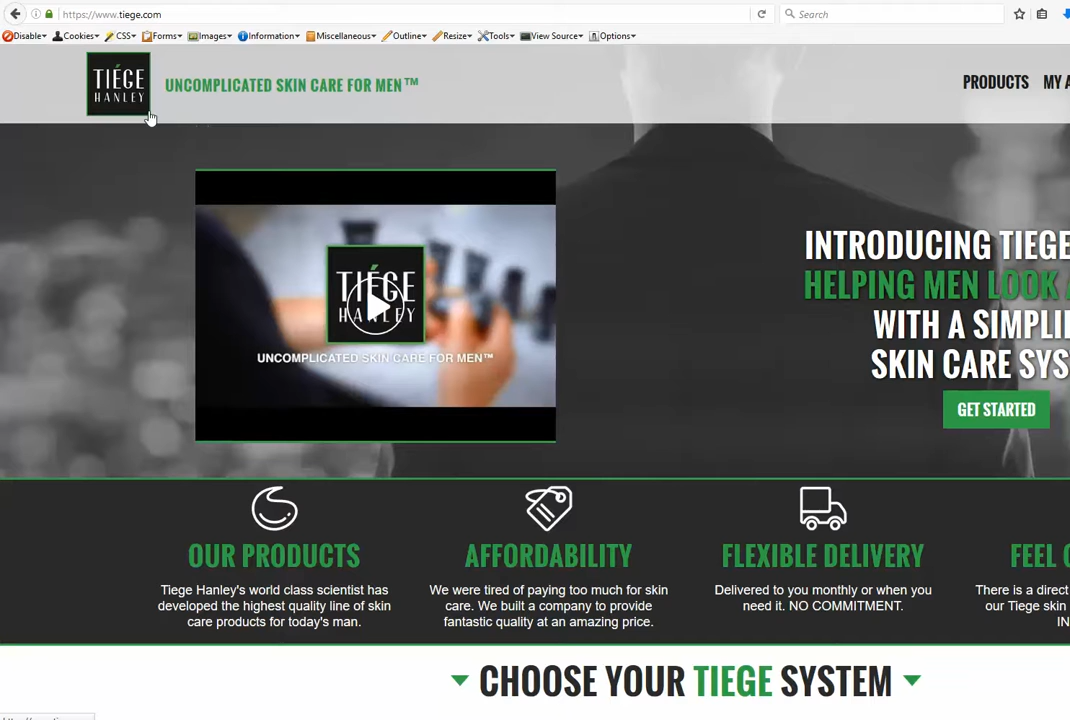 https://www.tiege.com
Search
Disable Cookies CSS Forms Images Information Miscellaneous Outline Resize Tools View Source Options
TIÉGE
HANLEY
UNCOMPLICATED SKIN CARE FOR MEN™
PRODUCTS MY A
TIÉGE
HANLEY
UNCOMPLICATED SKIN CARE FOR MEN™
INTRODUCING TIEGE
HELPING MEN LOOK A
WITH A SIMPLI
SKIN CARE SYS
GET STARTED
OUR PRODUCTS
Tiege Hanley's world class scientist has
developed the highest quality line of skin
care products for today's man.
AFFORDABILITY
We were tired of paying too much for skin
care. We built a company to provide
fantastic quality at an amazing price.
FLEXIBLE DELIVERY
Delivered to you monthly or when you
need it. NO COMMITMENT.
FEEL
There is a direct
our Tiege skin
IN
CHOOSE YOUR TIEGE SYSTEM